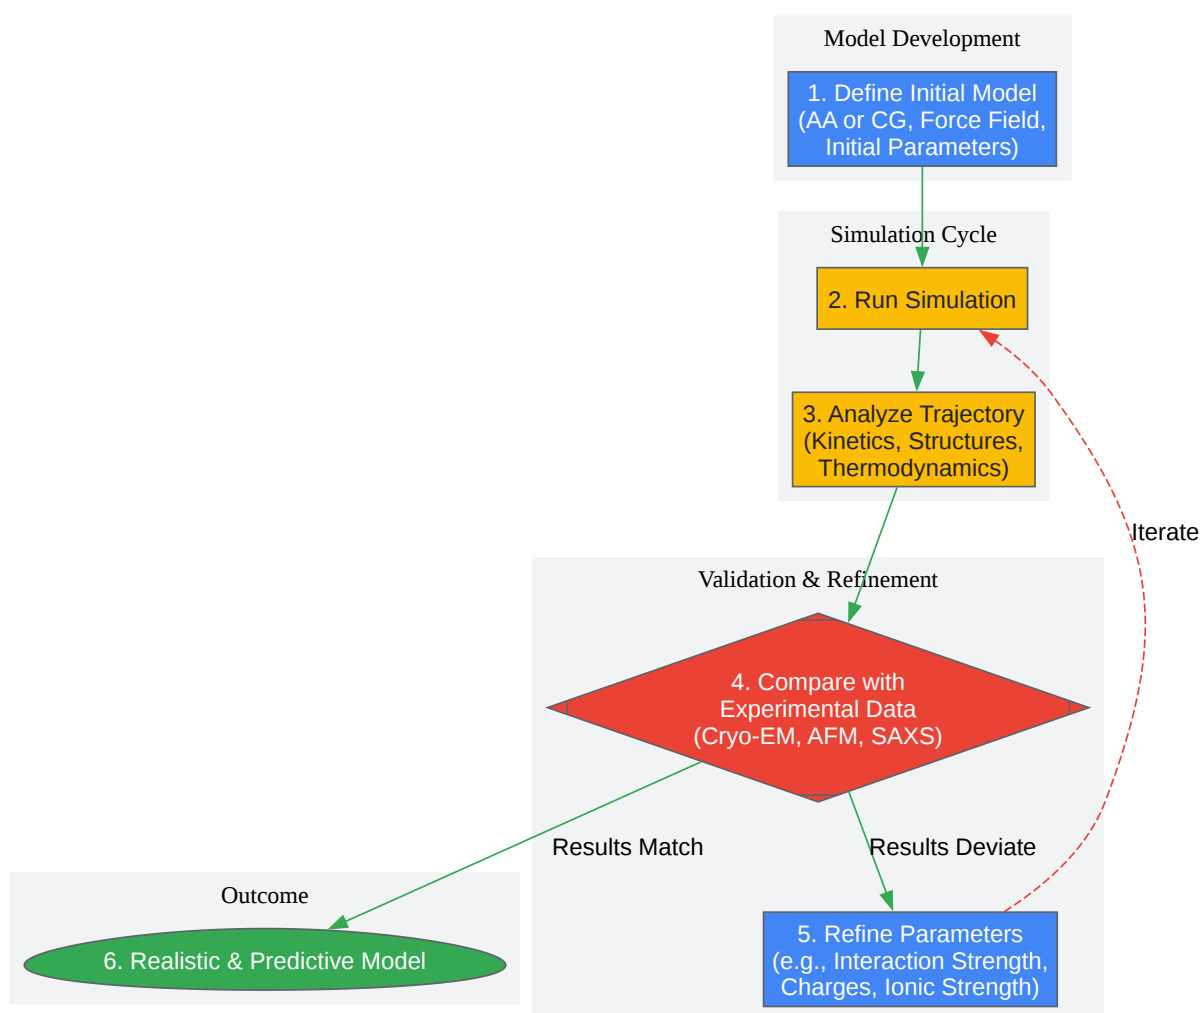 Model Development
1. Define Initial Model
(AA or CG, Force Field,
Initial Parameters)
Simulation Cycle
2. Run Simulation
3. Analyze Trajectory
(Kinetics, Structures,
Thermodynamics)
Iterate
Validation & Refinement
4. Compare with
Experimental Data
(Cryo-EM, AFM, SAXS)
Results Match
Results Deviate
Outcome
6. Realistic & Predictive Model
5. Refine Parameters
(e.g., Interaction Strength,
Charges, Ionic Strength)